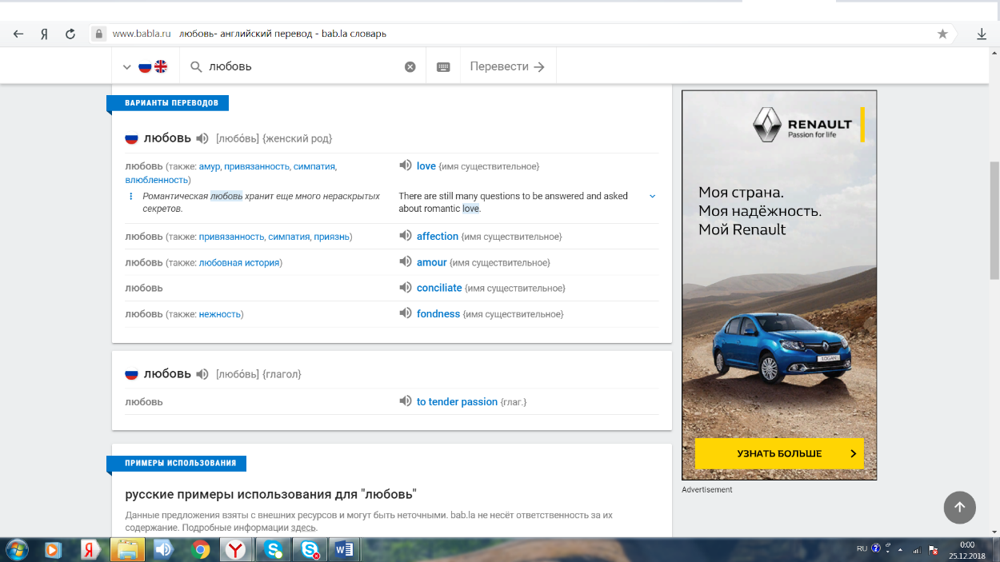 www.babla.ru любовь- английский перевод - bab.la словарь
любовь
Перевести
ВАРИАНТЫ ПЕРЕВОДОВ
любовь [любо́вь] {женский род}
любовь (также: амур, привязанность, симпатия,
влюбленность)
love {имя существительное}
Романтическая любовь хранит еще много нераскрытых
секретов.
There are still many questions to be answered and asked
about romantic love.
любовь (также: привязанность, симпатия, приязнь)
affection {имя существительное}
любовь (также: любовная история)
amour {имя существительное}
любовь
conciliate {имя существительное}
любовь (также: нежность)
fondness {имя существительное}
любовь [любо́вь] {глагол}
любовь
to tender passion {глаг.}
ПРИМЕРЫ ИСПОЛЬЗОВАНИЯ
русские примеры использования для "любовь"
Данные предложения взяты с внешних ресурсов и могут быть неточными. bab.la не несёт ответственность за их
содержание. Подробные информации здесь.
RENAULT
Passion for life
Моя страна.
Моя надёжность.
Мой Renault
LOGAN
УЗНАТЬ БОЛЬШЕ
Advertisement
RU
0:00
25.12.2018